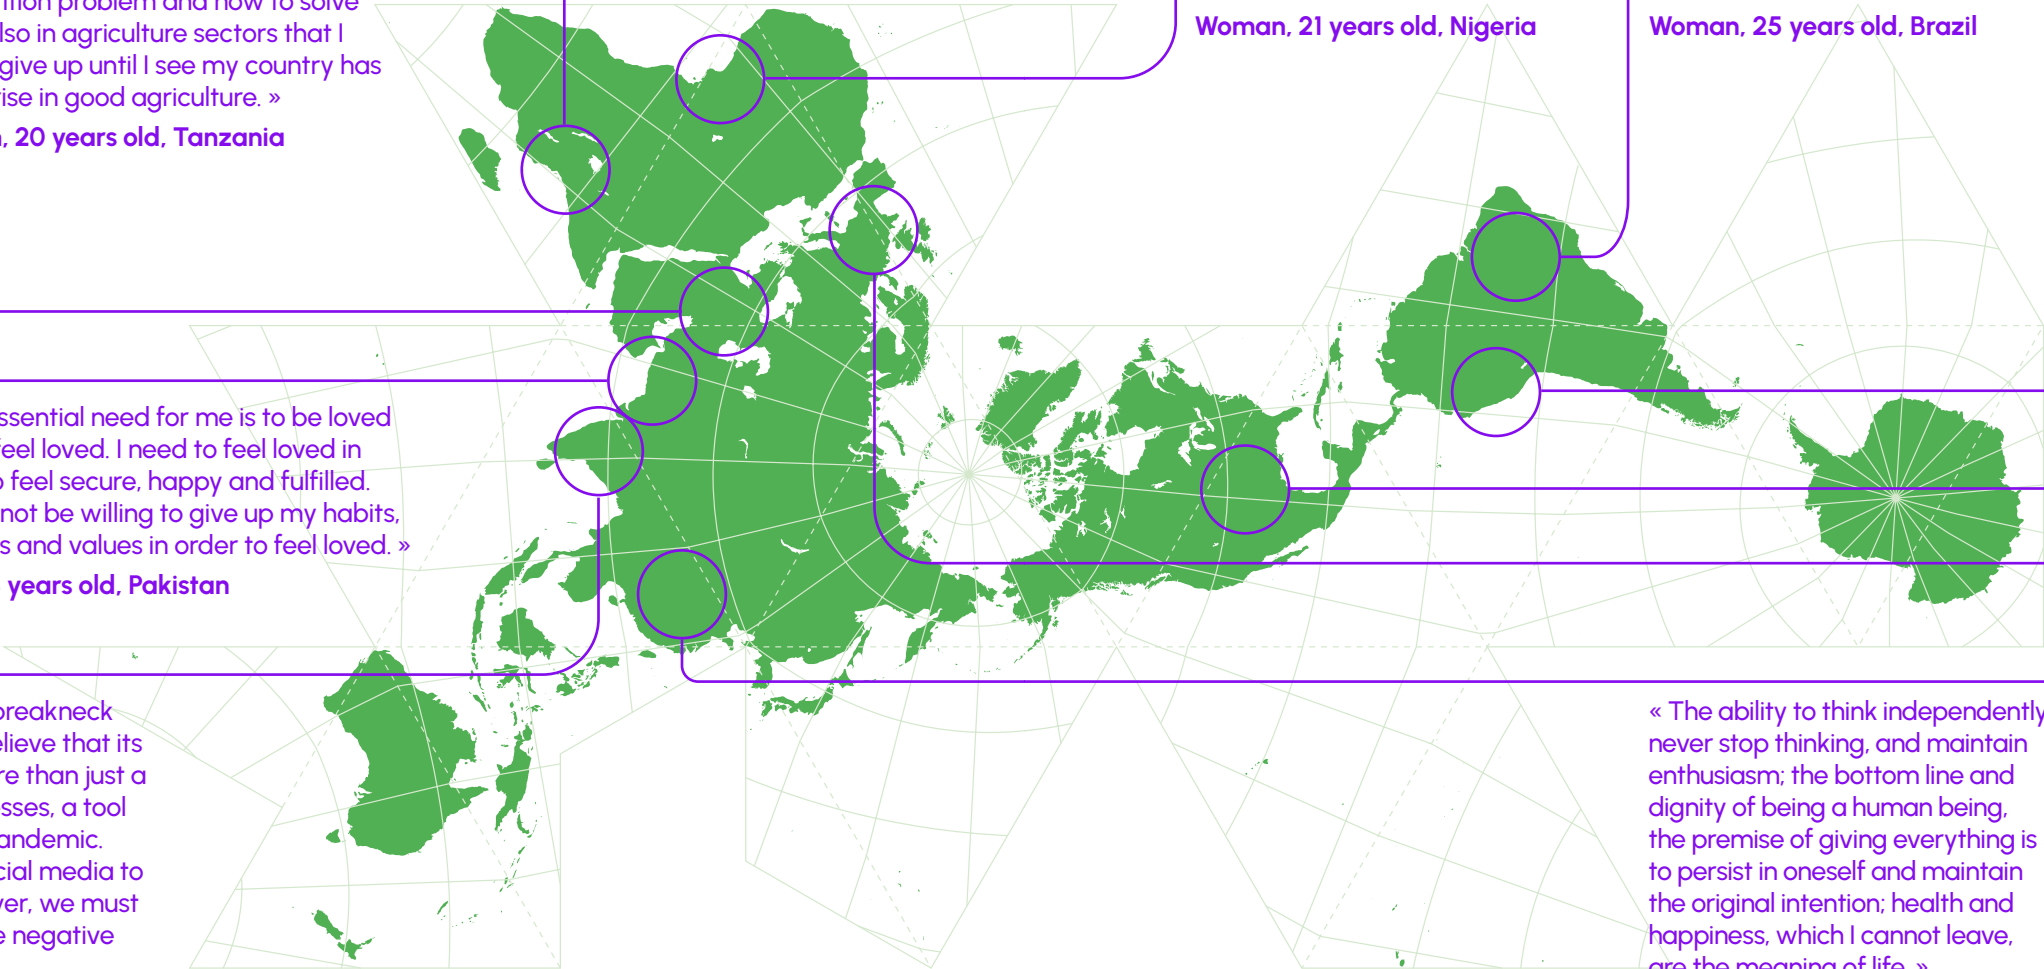 lso in agriculture sectors that I
give up until I see my country has
ise in good agriculture. »
, 20 years old, Tanzania
Woman, 21 years old, Nigeria
Woman, 25 years old, Brazil
ssential need for me is to be loved
feel loved. I need to feel loved in
o feel secure, happy and fulfilled.
not be willing to give up my habits,
s and values in order to feel loved. »
years old, Pakistan
breakneck
elieve that its
re than just a
sses, a tool
andemic.
cial media to
ver, we must
e negative
« The ability to think independently
never stop thinking, and maintain
enthusiasm; the bottom line and
dignity of being a human being,
the premise of giving everything is
to persist in oneself and maintain
the original intention; health and
happiness, which I cannot leave,
are the meaning of life. »